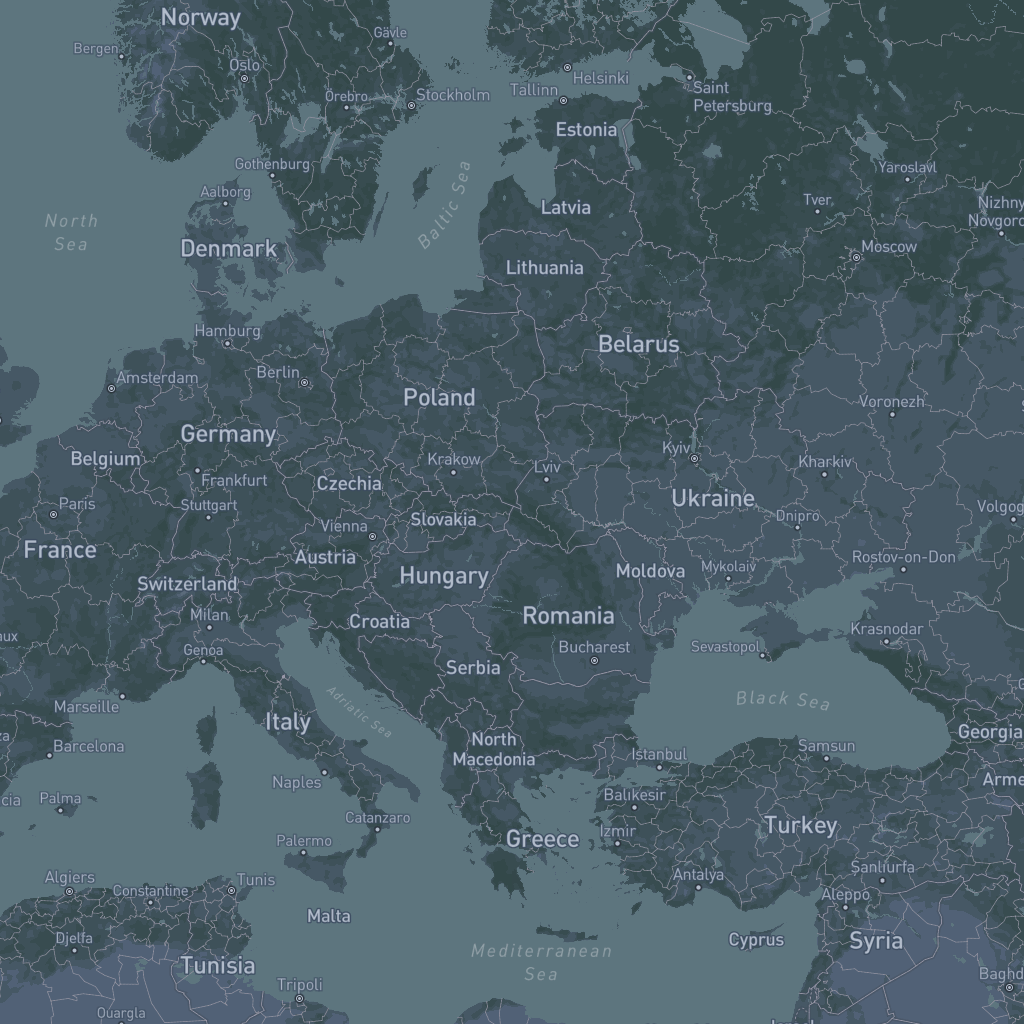 Norway
Gävle
Bergen
Oslo
Helsinki
Saint
Petersburg
Örebro
Stockholm
Tallinn
Estonia
Gothenburg
Yaroslavl
Aalborg
Tver
Nizhny
Novgorod
North
Sea
Baltic Sea
Latvia
Denmark
Moscow
Lithuania
Hamburg
Belarus
Berlin
Amsterdam
Poland
Voronezh
Germany
Kyiv
Belgium
Krakow
Lviv
Kharkiv
Frankfurt
Czechia
Ukraine
Paris
Stuttgart
Slovakia
Dnipro
Volgog
Vienna
France
Austria
Rostov-on-Don
Switzerland
Hungary
Moldova
Mykolaiv
Milan
Croatia
Romania
Krasnodar
aux
Genoa
Bucharest
Sevastopol
Serbia
Marseille
Adriatic Sea
Black Sea
Italy
Georgia
za
Barcelona
North
Macedonia
Istanbul
Samsun
Naples
Arme
cia
Palma
Balıkesir
Catanzaro
Izmir
Turkey
Palermo
Greece
Algiers
Constantine
Tunis
Antalya
Şanlıurfa
Aleppo
Malta
Djelfa
Cyprus
Syria
Tunisia
Mediterranean
Sea
Tripoli
Baghd
Ouargla